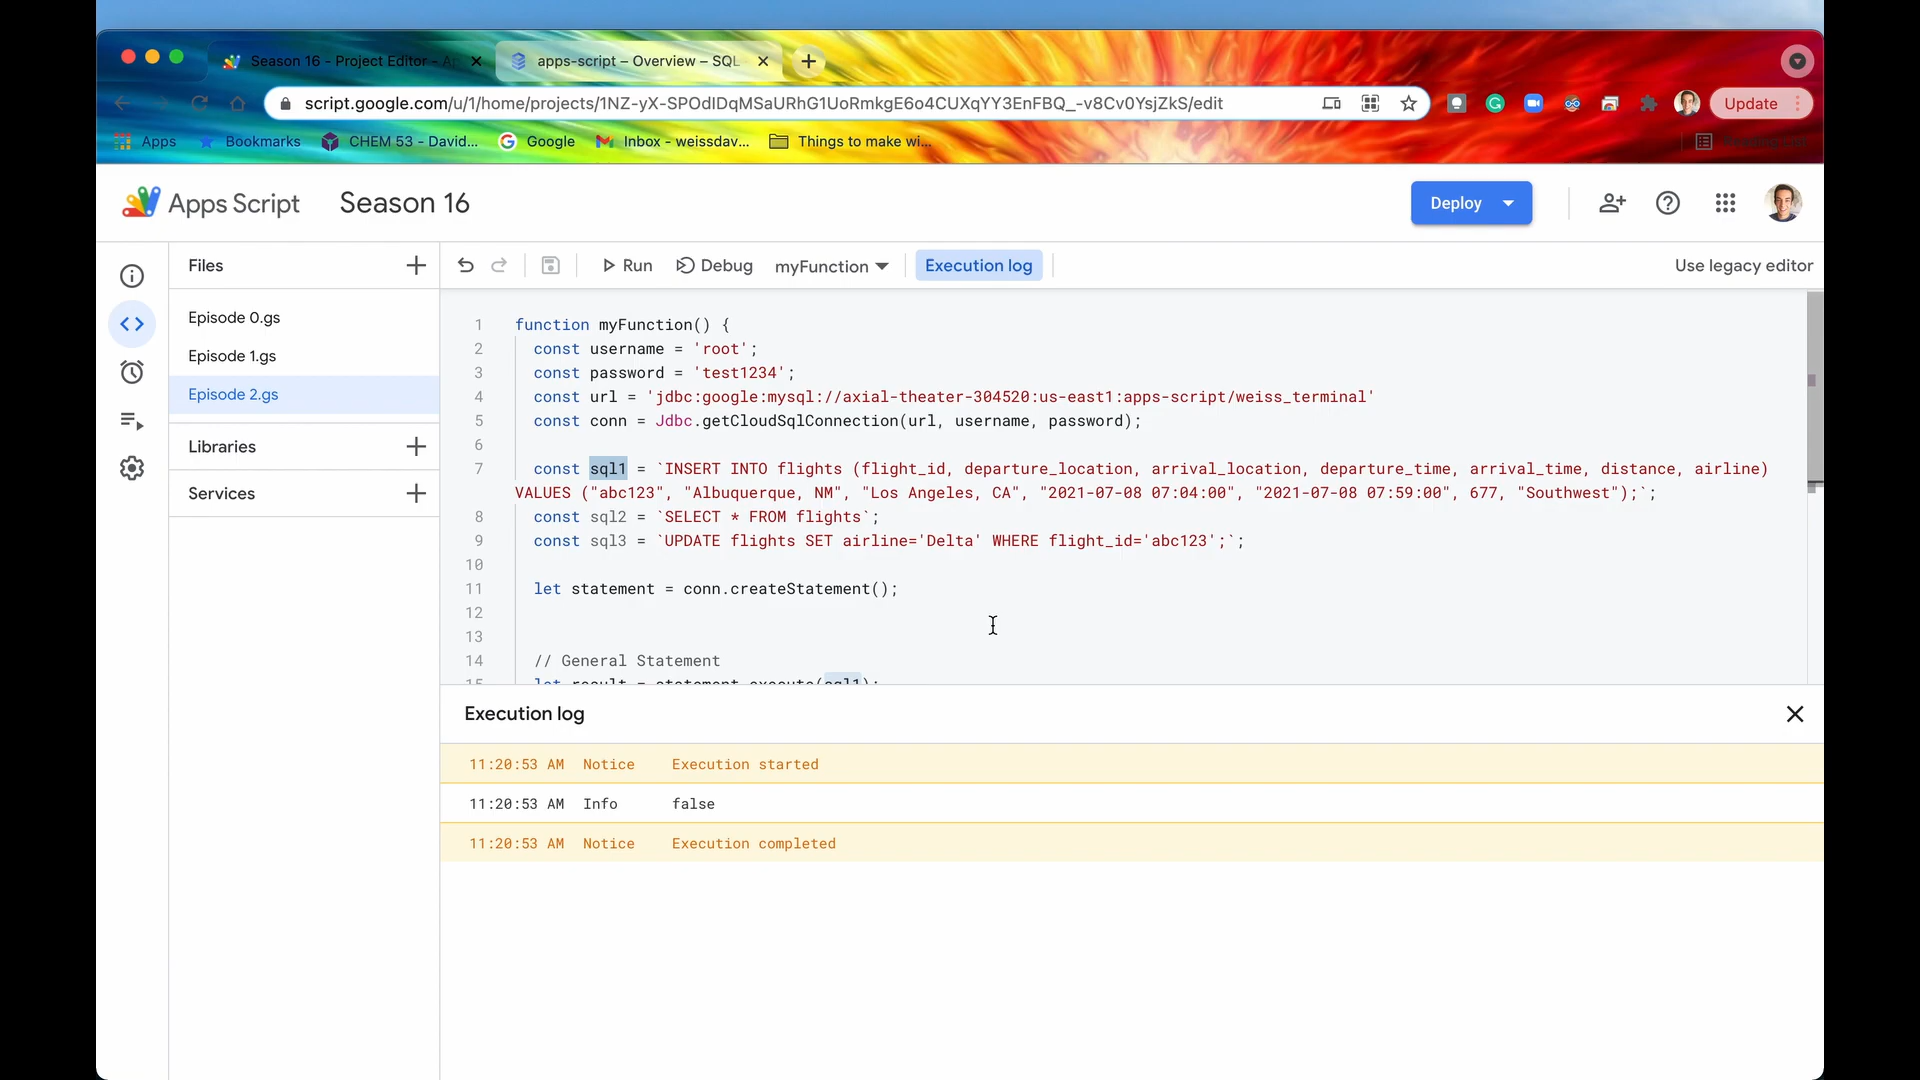 Season 16 - Project Editor - Ap
apps-script – Overview – SQL
script.google.com/u/1/home/projects/1NZ-yX-SPOdIDqMSaURhG1UoRmkgE6o4CUXqYY3EnFBQ_-v8Cv0YsjZkS/edit
Update
Apps
Bookmarks
CHEM 53 - David...
Google
Inbox - weissdav...
Things to make wi...
Reading List
Apps Script
Season 16
Deploy
Files
Run
Debug
myFunction
Execution log
Use legacy editor
Episode 0.gs
Episode 1.gs
Episode 2.gs
Libraries
Services
1 function myFunction() {
2 const username = 'root';
3 const password = 'test1234';
4 const url = 'jdbc:google:mysql://axial-theater-304520:us-east1:apps-script/weiss_terminal'
5 const conn = Jdbc.getCloudSqlConnection(url, username, password);
6
7 const sql1 = `INSERT INTO flights (flight_id, departure_location, arrival_location, departure_time, arrival_time, distance, airline)
VALUES ("abc123", "Albuquerque, NM", "Los Angeles, CA", "2021-07-08 07:04:00", "2021-07-08 07:59:00", 677, "Southwest");`;
8 const sql2 = `SELECT * FROM flights`;
9 const sql3 = `UPDATE flights SET airline='Delta' WHERE flight_id='abc123';`;
10
11 let statement = conn.createStatement();
12
13
14 // General Statement
15 let result = statement.execute(sql1);
Execution log
11:20:53 AM Notice Execution started
11:20:53 AM Info false
11:20:53 AM Notice Execution completed